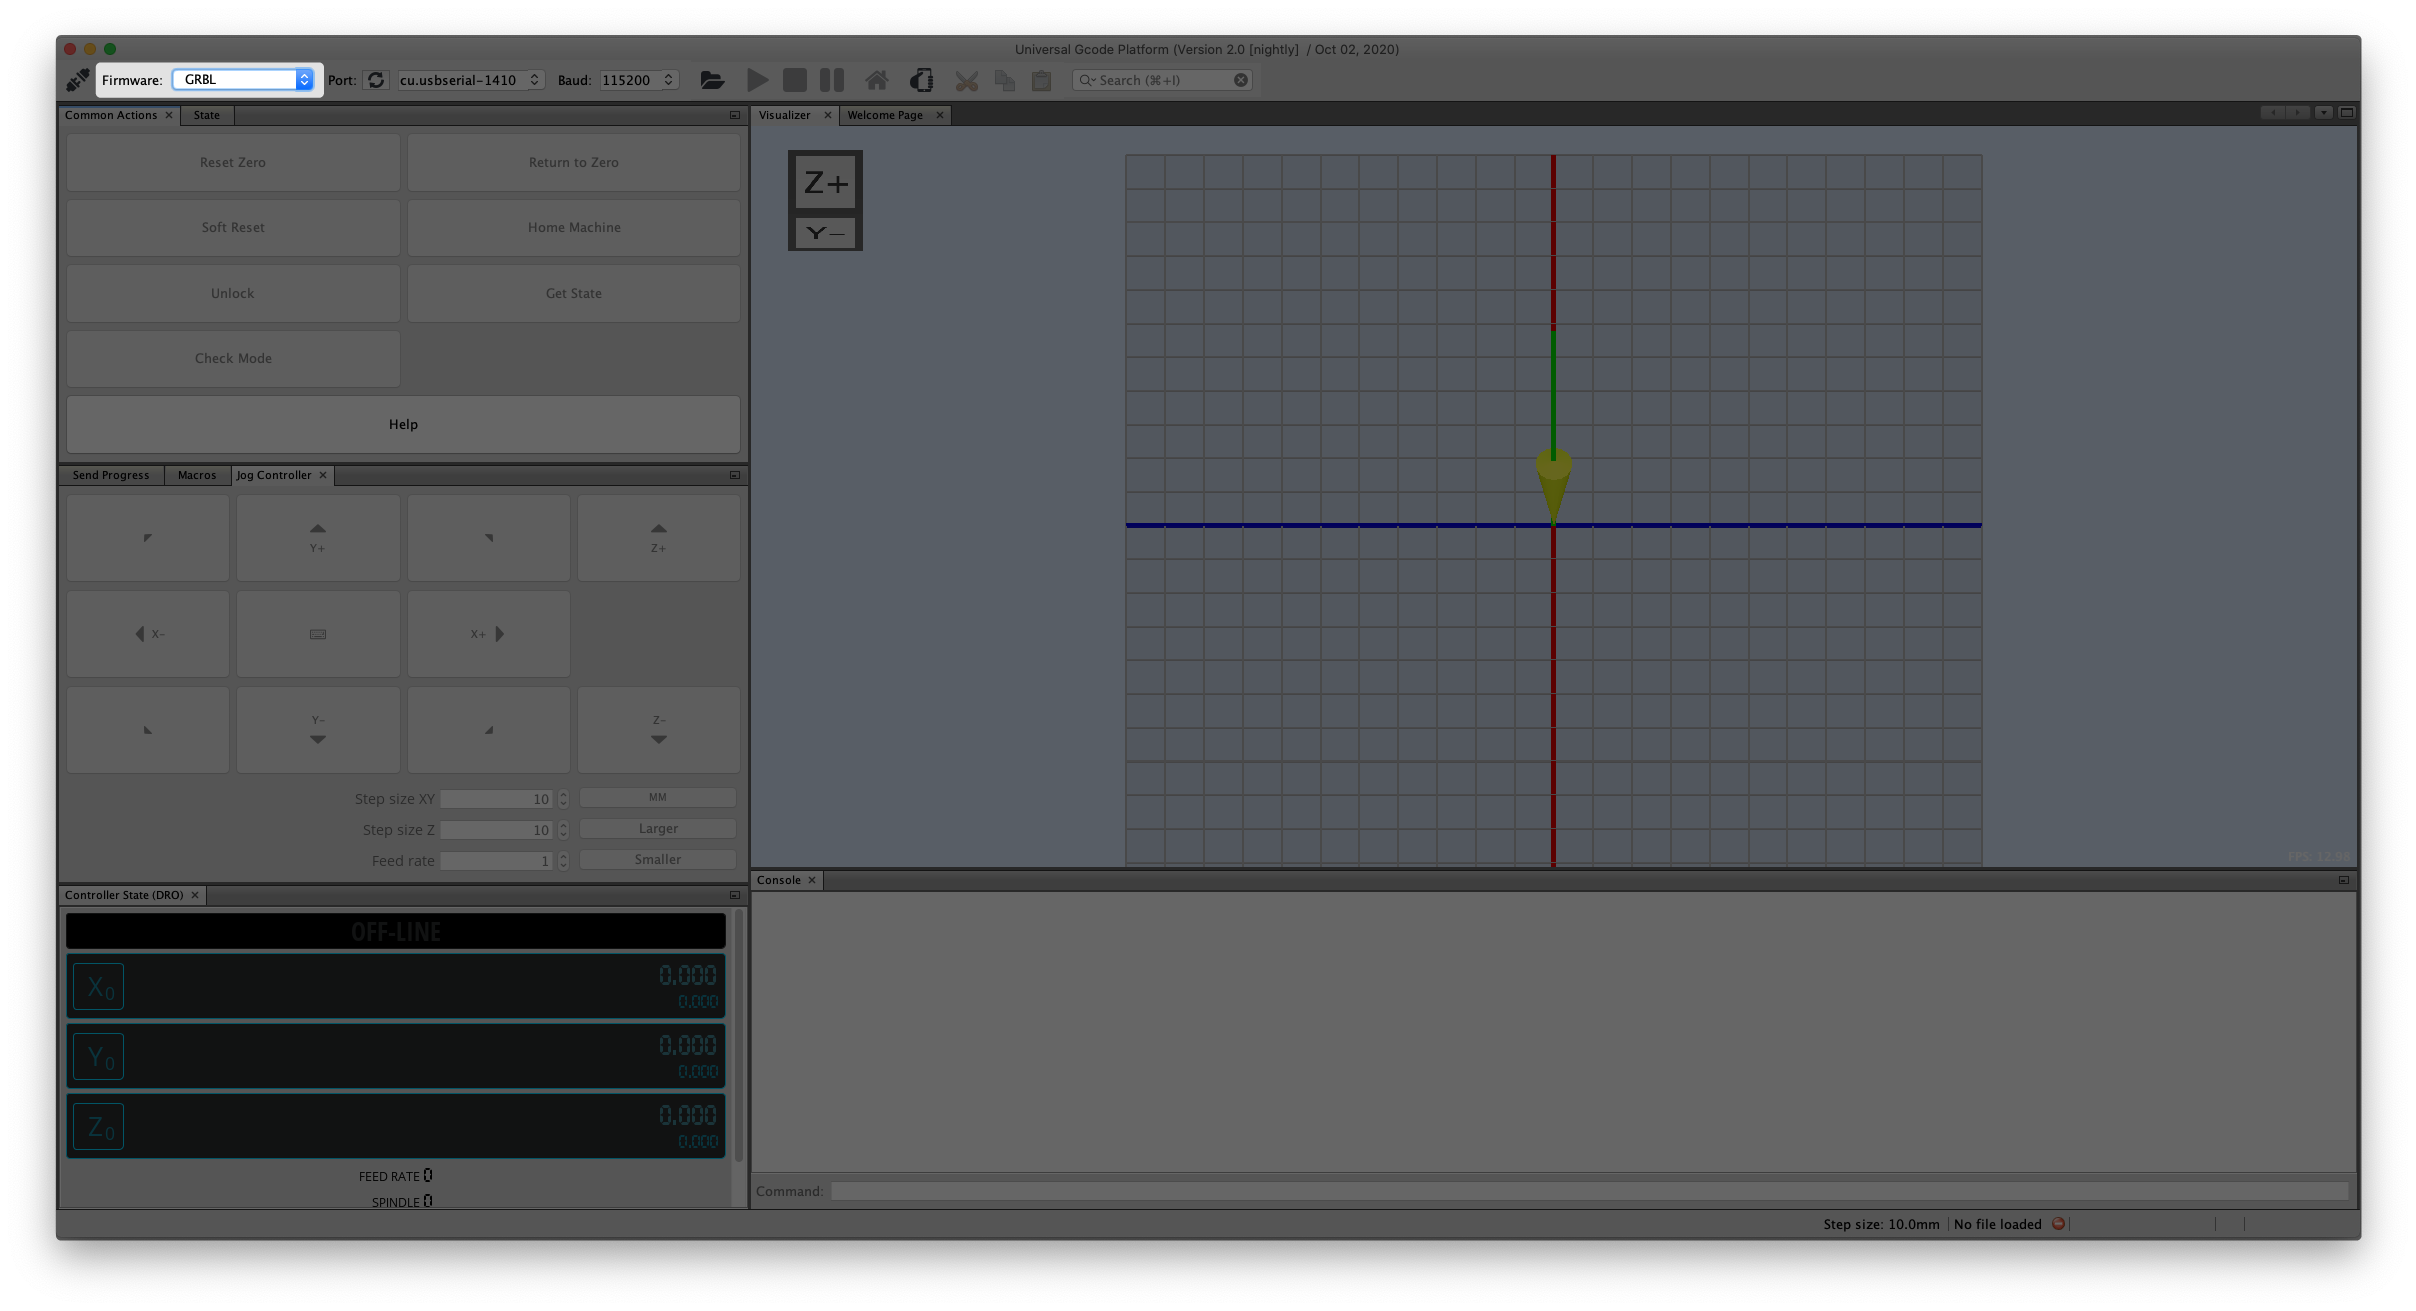 Universal Gcode Platform (Version 2.0 [nightly] / Oct 02, 2020)
Firmware: GRBL Port: cu.usbserial-1410 Baud: 115200 Search (⌘+I)
Common Actions State
Reset Zero Return to Zero
Soft Reset Home Machine
Unlock Get State
Check Mode
Help
Send Progress Macros Jog Controller
Y+ Z+
X- X+
Y- Z-
Step size XY 10 MM
Step size Z 10 Larger
Feed rate 1 Smaller
Controller State (DRO)
OFF-LINE
X0 0.000
0.000
Y0 0.000
0.000
Z0 0.000
0.000
FEED RATE 0
SPINDLE 0
Visualizer Welcome Page
Z+
Y-
FPS: 12.98
Console
Command:
Step size: 10.0mm No file loaded